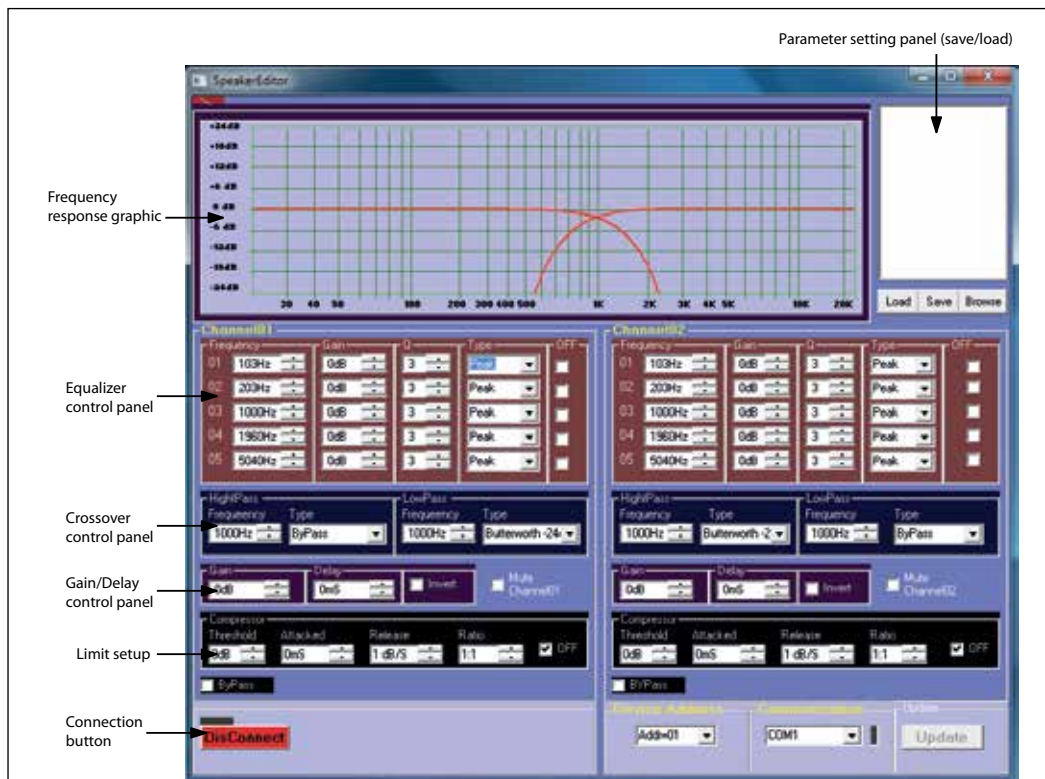 Parameter setting panel (save/load)
SpeakerEditor
+24dB
+18dB
+12dB
+6 dB
0 dB
-6 dB
-12dB
-18dB
-24dB
30 40 50 100 200 300 400 500 1K 2K 3K 4K 5K 10K 20K
Frequency
response graphic
Load Save Browse
Equalizer
control panel
Channel01
Frequency Gain Q Type OFF
01 103Hz 0dB 3 Peak
02 203Hz 0dB 3 Peak
03 1000Hz 0dB 3 Peak
04 1960Hz 0dB 3 Peak
05 5040Hz 0dB 3 Peak
Channel02
Frequency Gain Q Type OFF
01 103Hz 0dB 3 Peak
02 203Hz 0dB 3 Peak
03 1000Hz 0dB 3 Peak
04 1960Hz 0dB 3 Peak
05 5040Hz 0dB 3 Peak
Crossover
control panel
HightPass LowPass
Frequency Type Frequency Type
1000Hz ByPass 1000Hz Butterworth -24
HightPass LowPass
Frequency Type Frequency Type
1000Hz Butterworth -2 1000Hz ByPass
Gain/Delay
control panel
Gain Delay
0dB 0mS Invert Mute Channel01
Gain Delay
0dB 0mS Invert Mute Channel02
Limit setup
Compressor
Threshold Attacked Release Ratio
0dB 0mS 1 dB/S 1:1 OFF
ByPass
Compressor
Threshold Attacked Release Ratio
0dB 0mS 1 dB/S 1:1 OFF
BYPass
Connection
button
DisConnect
Device Address
Addr=01
COM1
Update
Update